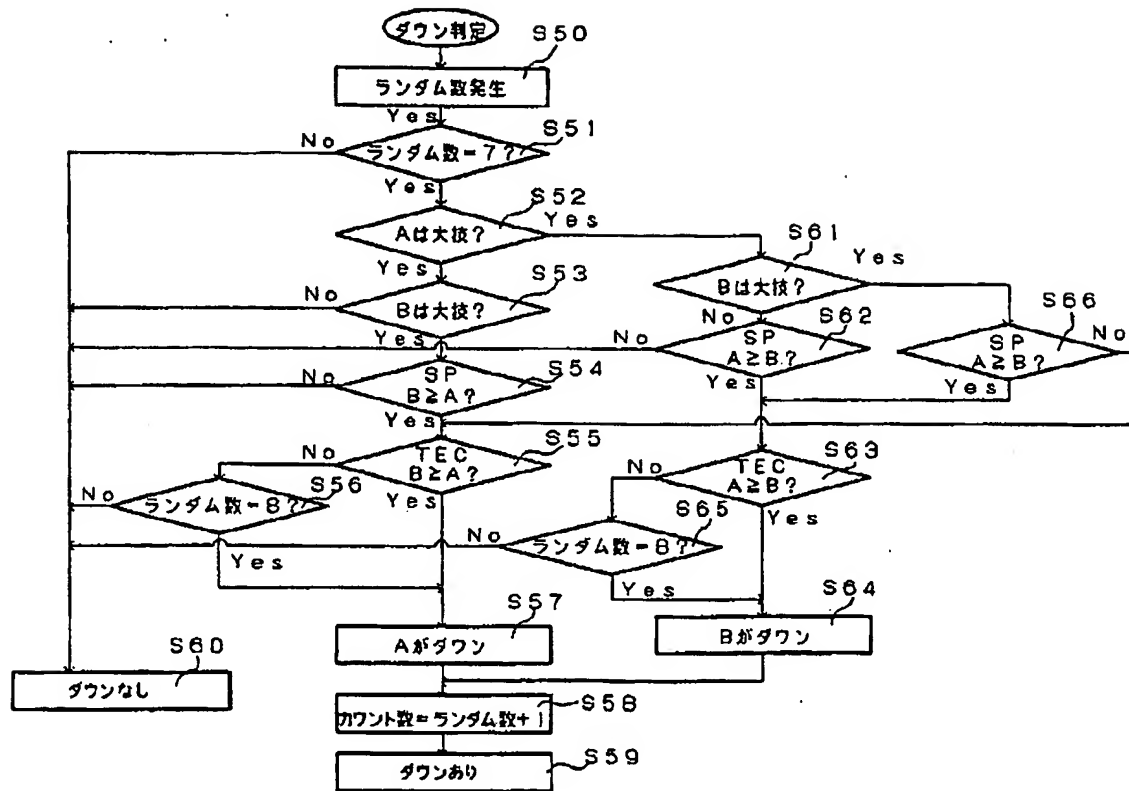 ダウン判定
S50
ランダム数発生
Yes
S51
No
ランダム数=7?
Yes
S52
Yes
Aは大技?
S61
Yes
Yes
S53
No
Bは大技?
Bは大技?
S66
Yes
No
S62
No
SP
A≧B?
No
SP
A≧B?
S54
No
SP
B≧A?
Yes
Yes
Yes
S55
No
TEC
B≧A?
S63
No
TEC
A≧B?
S56
No
ランダム数=8?
Yes
S65
Yes
No
ランダム数=8?
Yes
Yes
S64
S57
Aがダウン
Bがダウン
S60
ダウンなし
S58
カウント数=ランダム数+1
S59
ダウンあり